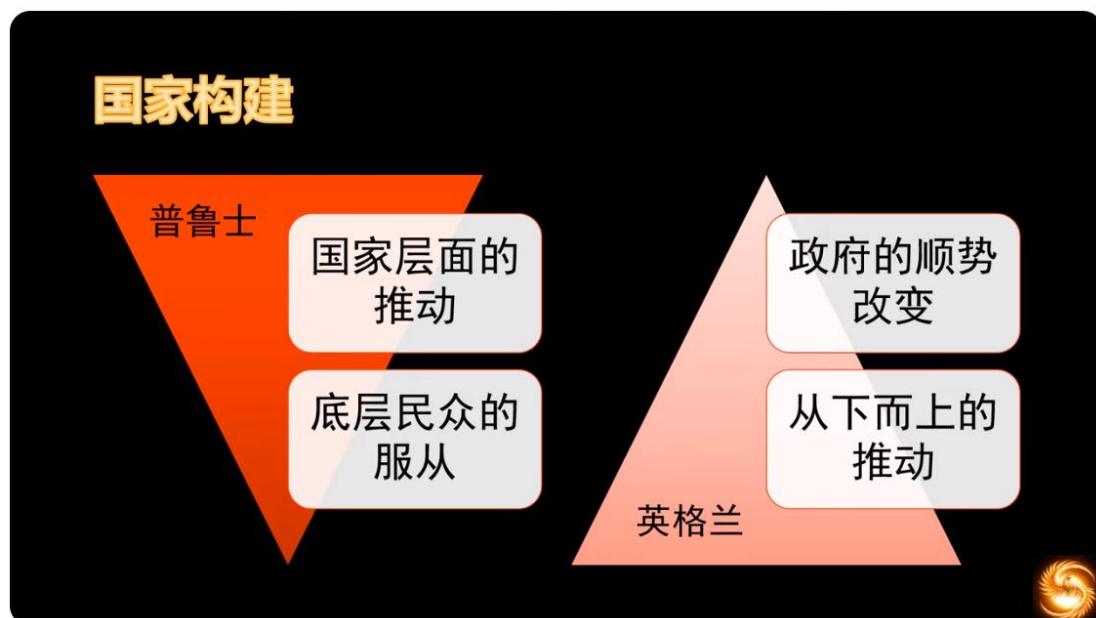 国家构建
普鲁士
国家层面的
推动
底层民众的
服从
政府的顺势
改变
从下而上的
推动
英格兰